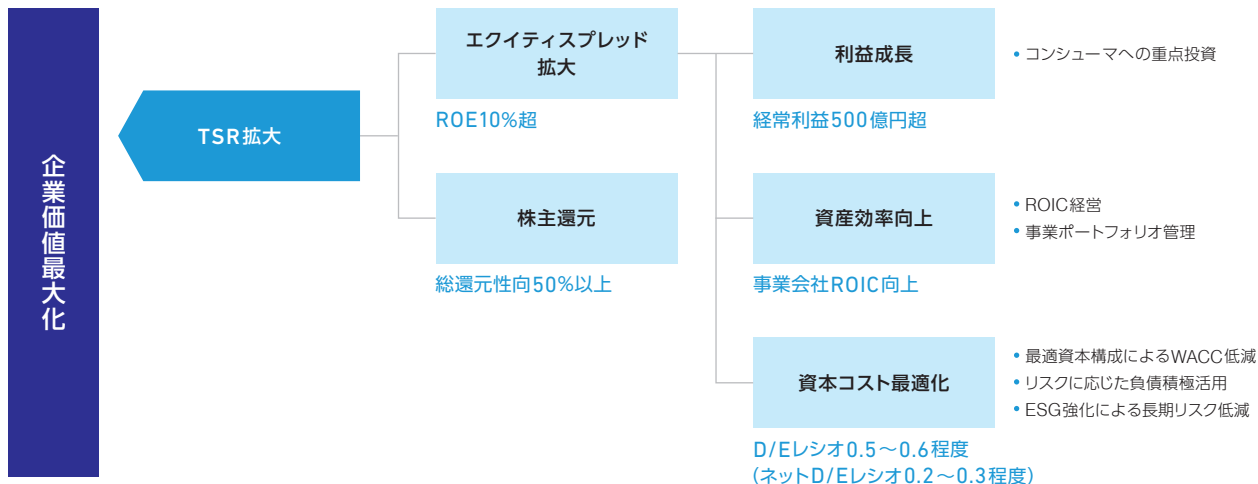 企業価値最大化
TSR拡大
エクイティスプレッド
拡大
ROE10%超
株主還元
総還元性向50%以上
利益成長
経常利益500億円超
• コンシューマへの重点投資
資産効率向上
事業会社ROIC向上
• ROIC経営
• 事業ポートフォリオ管理
資本コスト最適化
D/Eレシオ0.5～0.6程度
(ネットD/Eレシオ0.2～0.3程度)
• 最適資本構成によるWACC低減
• リスクに応じた負債積極活用
• ESG強化による長期リスク低減